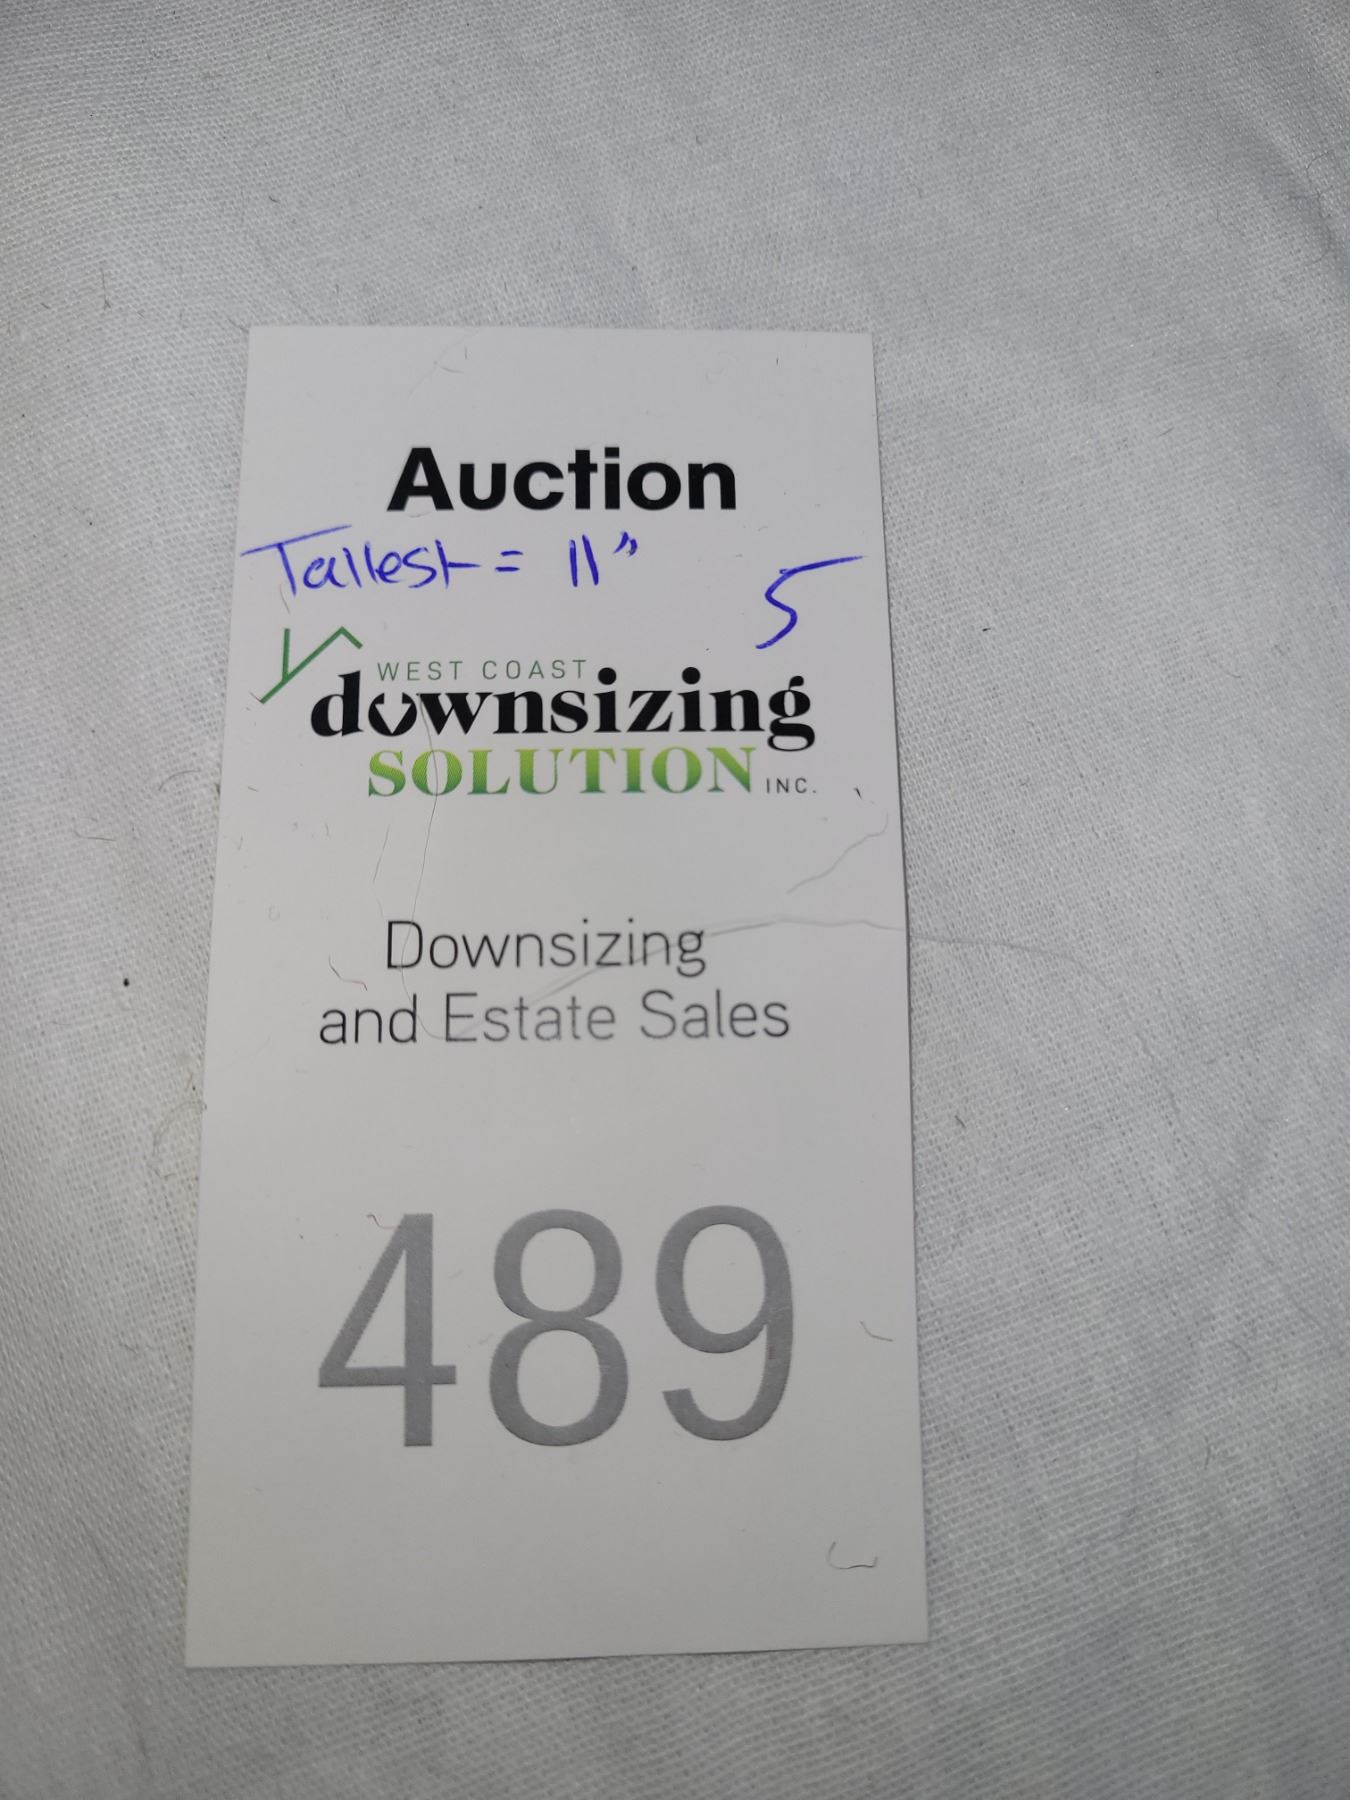 Auction
Tallest = 11"
5
WEST COAST
downsizing
SOLUTION INC.
Downsizing
and Estate Sales
489